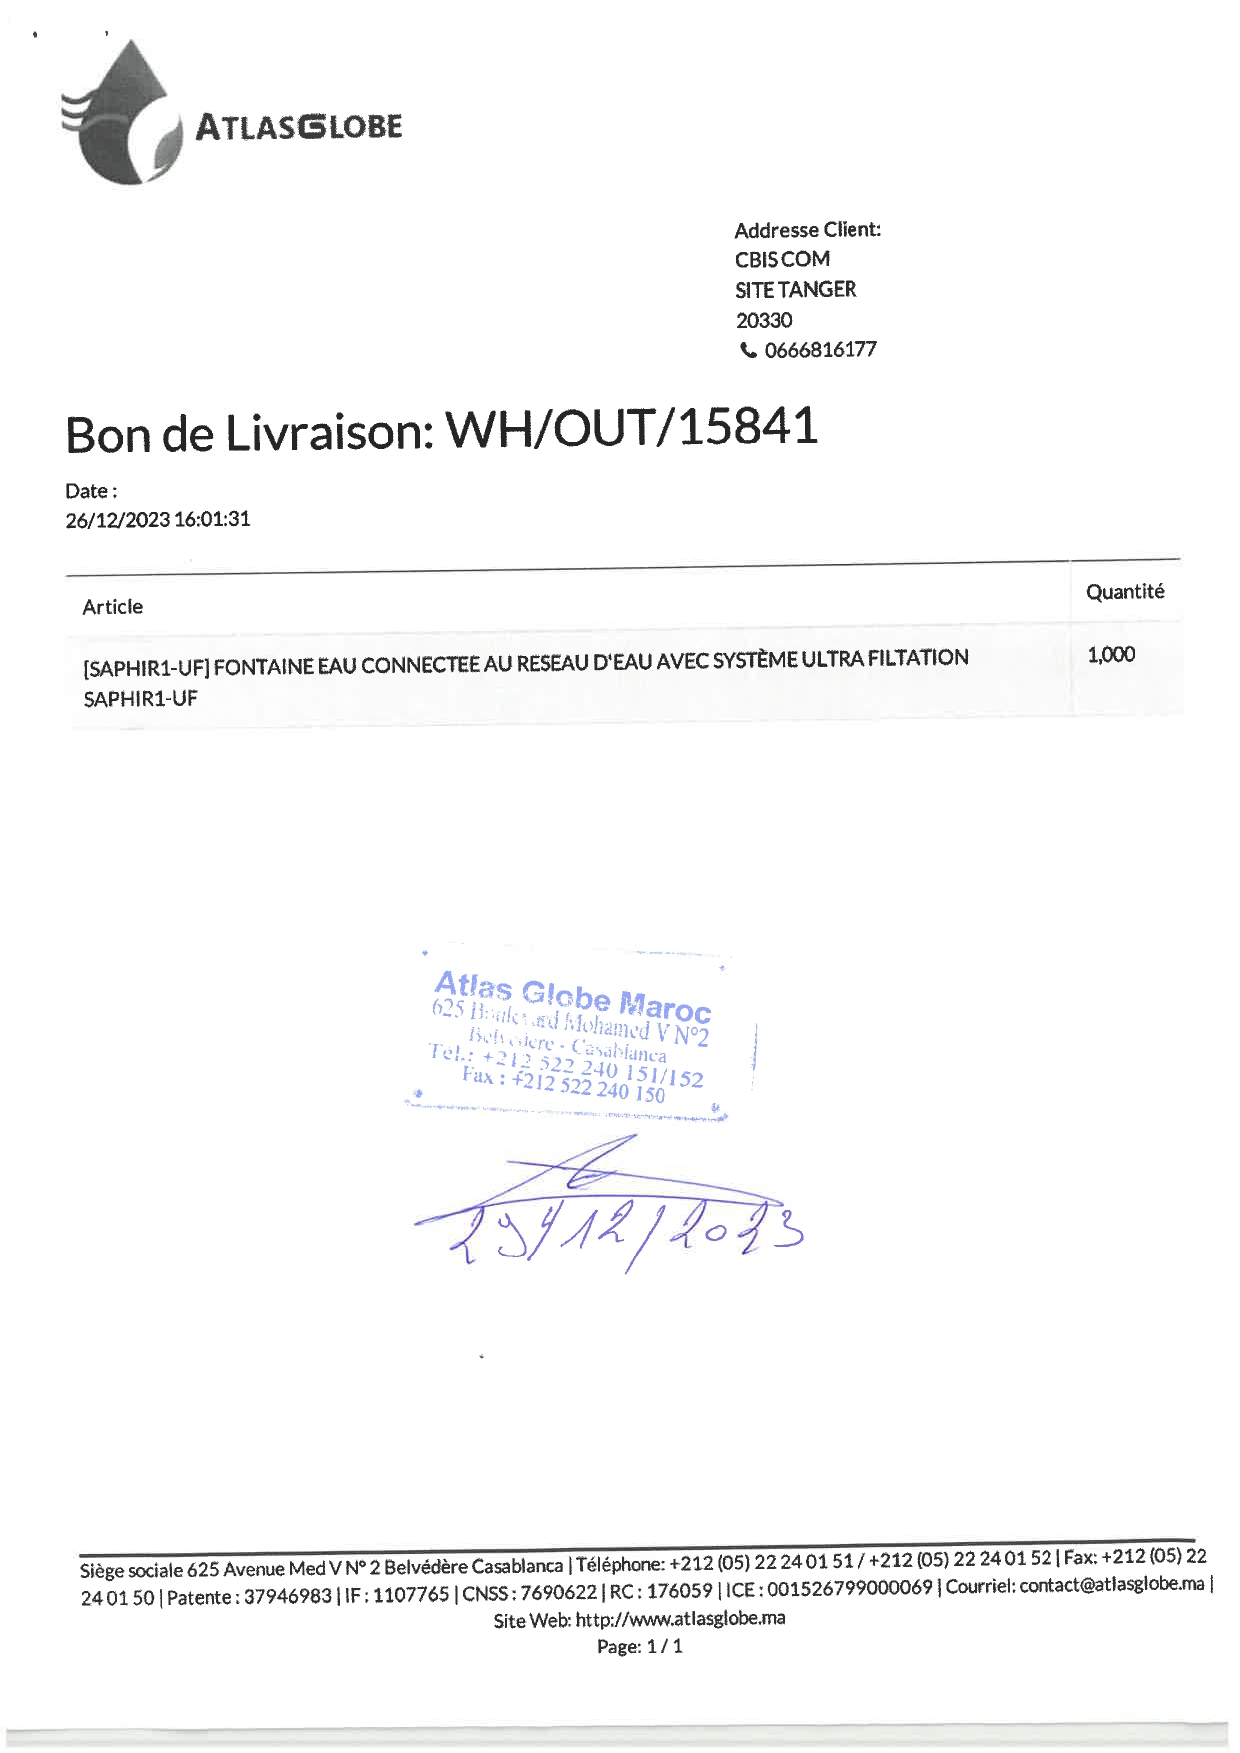 ATLASGLOBE
Addresse Client:
CBISCOM
SITE TANGER
20330
0666816177
Bon de Livraison: WH/OUT/15841
Date :
26/12/2023 16:01:31
Article
Quantité
[SAPHIR1-UF] FONTAINE EAU CONNECTEE AU RESEAU D'EAU AVEC SYSTÈME ULTRA FILTATION
1,000
SAPHIR1-UF
Atlas Globe Maroc
625 Boulevard Mohamed V N°2
Belvedere - Casablanca
Tél.: +212 522 240 151/152
Fax : +212 522 240 150
29/12/2023
Siège sociale 625 Avenue Med V N° 2 Belvédère Casablanca | Téléphone: +212 (05) 22 24 01 51 / +212 (05) 22 24 01 52 | Fax: +212 (05) 22
24 01 50 | Patente : 37946983 | IF : 1107765 | CNSS : 7690622 | RC : 176059 | ICE : 001526799000069 | Courriel: contact@atlasglobe.ma |
Site Web: http://www.atlasglobe.ma
Page: 1 / 1